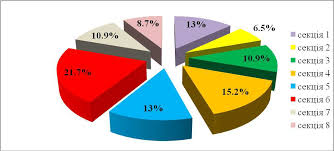 8.7%
13%
6.5%
10.9%
10.9%
21.7%
15.2%
13%
секція 1
секція 2
секція 3
секція 4
секція 5
секція 6
секція 7
секція 8